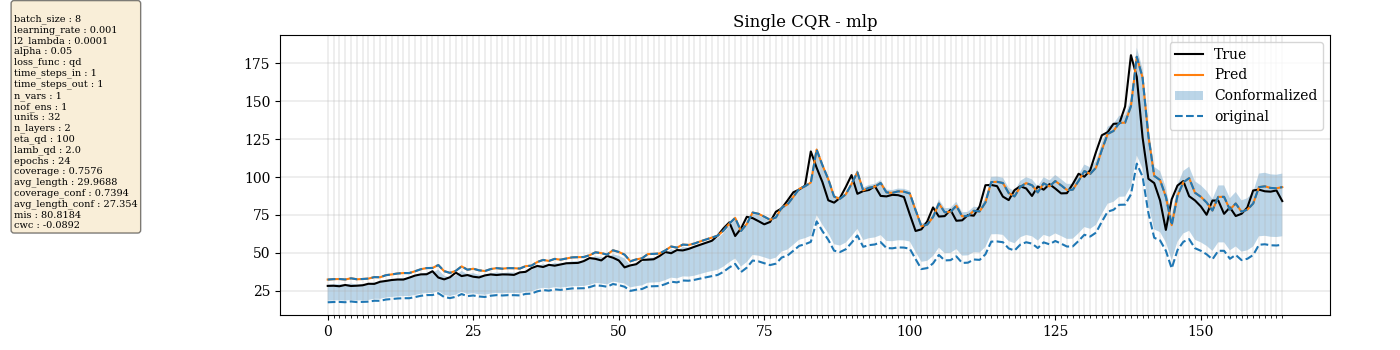 batch_size : 8
learning_rate : 0.001
l2_lambda : 0.0001
alpha : 0.05
loss_func : qd
time_steps_in : 1
time_steps_out : 1
n_vars : 1
nof_ens : 1
units : 32
n_layers : 2
eta_qd : 100
lamb_qd : 2.0
epochs : 24
coverage : 0.7576
avg_length : 29.9688
coverage_conf : 0.7394
avg_length_conf : 27.354
mis : 80.8184
cwc : -0.0892
Single CQR - mlp
True
Pred
Conformalized
original
175
150
125
100
75
50
25
0 25 50 75 100 125 150